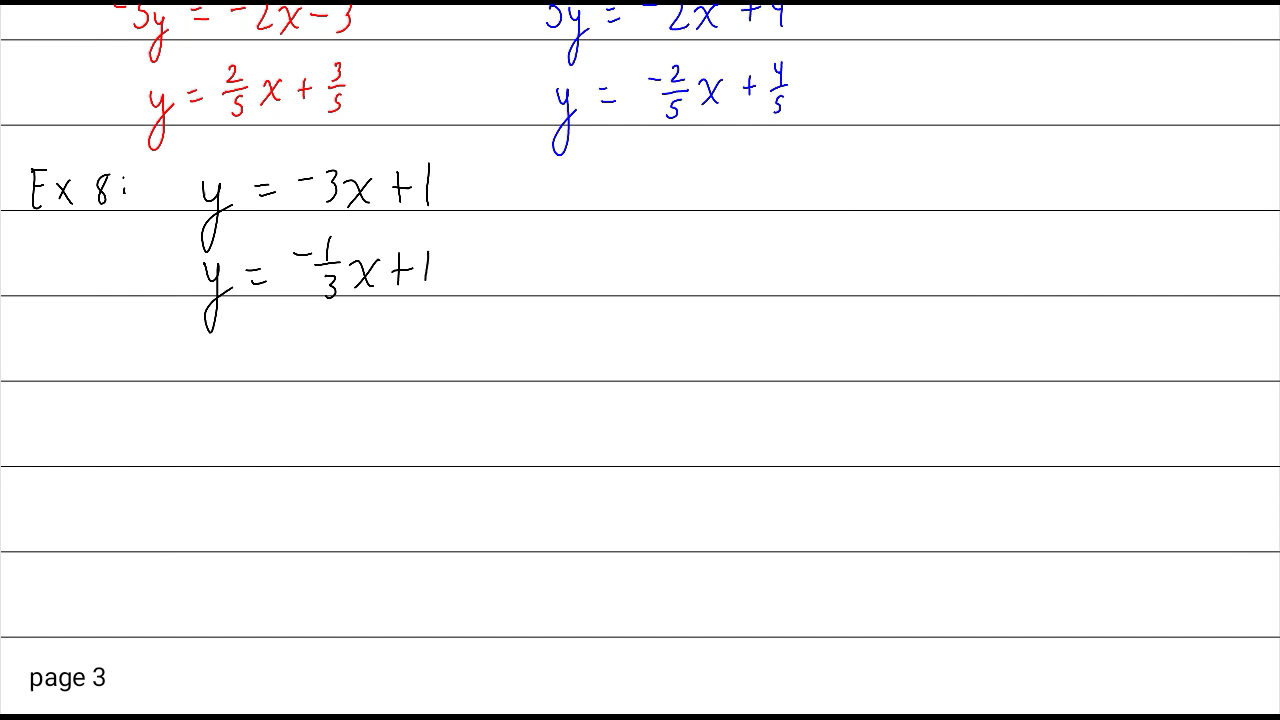 -5y = -2x - 3 5y = -2x + 4
y = 2/5 x + 3/5 y = -2/5 x + 4/5
Ex 8: y = -3x + 1
y = -1/3 x + 1
page 3